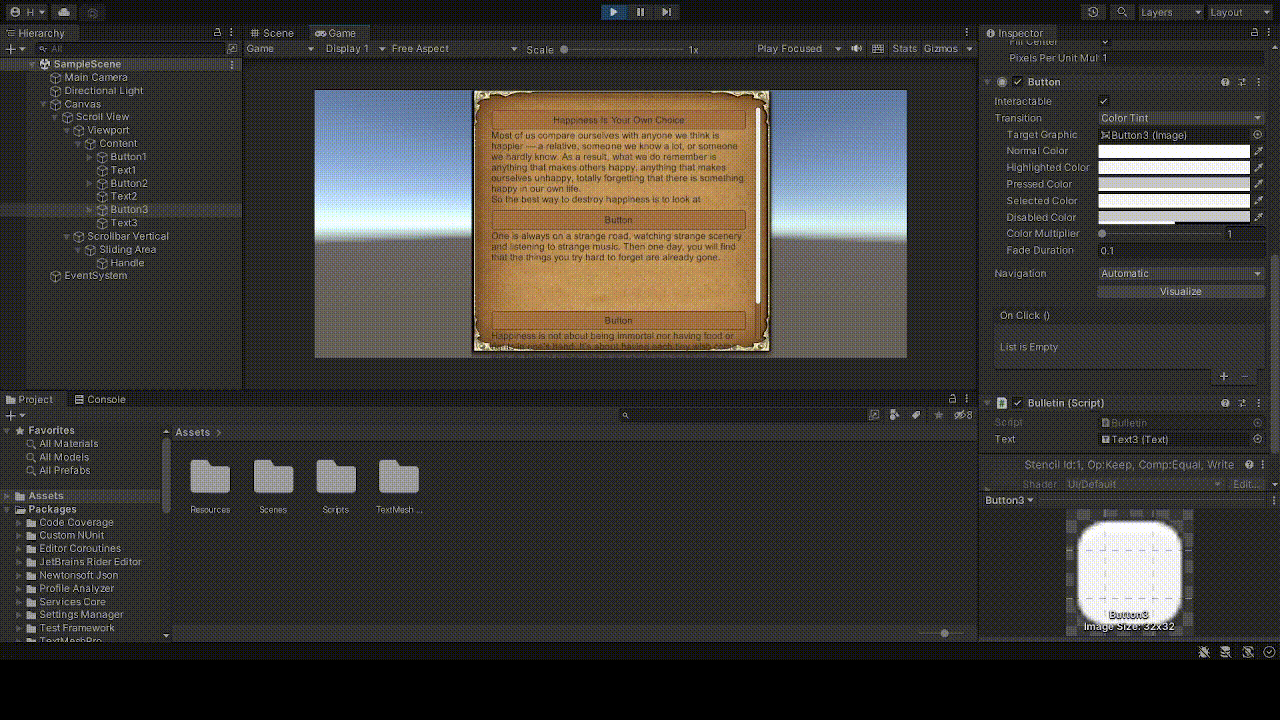 H
Layers
Layout
Hierarchy
All
SampleScene
Main Camera
Directional Light
Canvas
Scroll View
Viewport
Content
Button1
Text1
Button2
Text2
Button3
Text3
Scrollbar Vertical
Sliding Area
Handle
EventSystem
Scene
Game
Game
Display 1
Free Aspect
Scale
1x
Play Focused
Stats
Gizmos
Happiness Is Your Own Choice
Most of us compare ourselves with anyone we think is
happier — a relative, someone we know a lot, or someone
we hardly know. As a result, what we do remember is
anything that makes others happy, anything that makes
ourselves unhappy, totally forgetting that there is something
happy in our own life.
So the best way to destroy happiness is to look at
Button
One is always on a strange road, watching strange scenery
and listening to strange music. Then one day, you will find
that the things you try hard to forget are already gone.
Button
Happiness is not about being immortal nor having food or
Inspector
Fill Center
Pixels Per Unit Mul
1
Button
Interactable
Transition
Color Tint
Target Graphic
Button3 (Image)
Normal Color
Highlighted Color
Pressed Color
Selected Color
Disabled Color
Color Multiplier
1
Fade Duration
0.1
Navigation
Automatic
Visualize
On Click ()
List is Empty
Bulletin (Script)
Script
Bulletin
Text
Text3 (Text)
Stencil Id:1, Op:Keep, Comp:Equal, Write
Shader
UI/Default
Edit...
Button3
Button3
Image Size: 32x32
Project
Console
8
Favorites
All Materials
All Models
All Prefabs
Assets
Packages
Code Coverage
Custom NUnit
Editor Coroutines
JetBrains Rider Editor
Newtonsoft Json
Profile Analyzer
Services Core
Settings Manager
Test Framework
TextMeshPro
Assets >
Resources
Scenes
Scripts
TextMesh ...